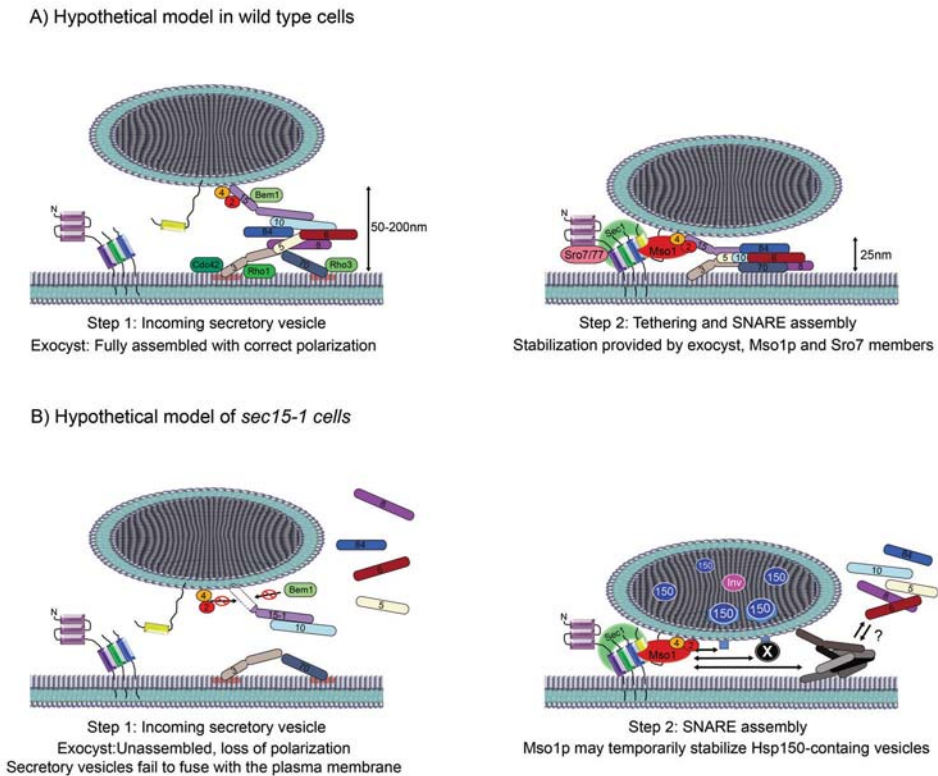 A) Hypothetical model in wild type cells
4
2
15
Bem1
N
10
84
6
8
5
50-200nm
Cdc42
3
Rho1
70
Rho3
Step 1: Incoming secretory vesicle
Exocyst: Fully assembled with correct polarization
N
Sec1
Sro7/77
Mso1
4
2
15
84
5
10
6
3
70
8
25nm
Step 2: Tethering and SNARE assembly
Stabilization provided by exocyst, Mso1p and Sro7 members
B) Hypothetical model of sec15-1 cells
8
84
6
5
4
2
Bem1
15-1
10
N
3
70
Step 1: Incoming secretory vesicle
Exocyst:Unassembled, loss of polarization
Secretory vesicles fail to fuse with the plasma membrane
150
150
Inv
150
150
150
N
Sec1
Mso1
4
2
X
84
10
5
8
6
?
Step 2: SNARE assembly
Mso1p may temporarily stabilize Hsp150-containg vesicles